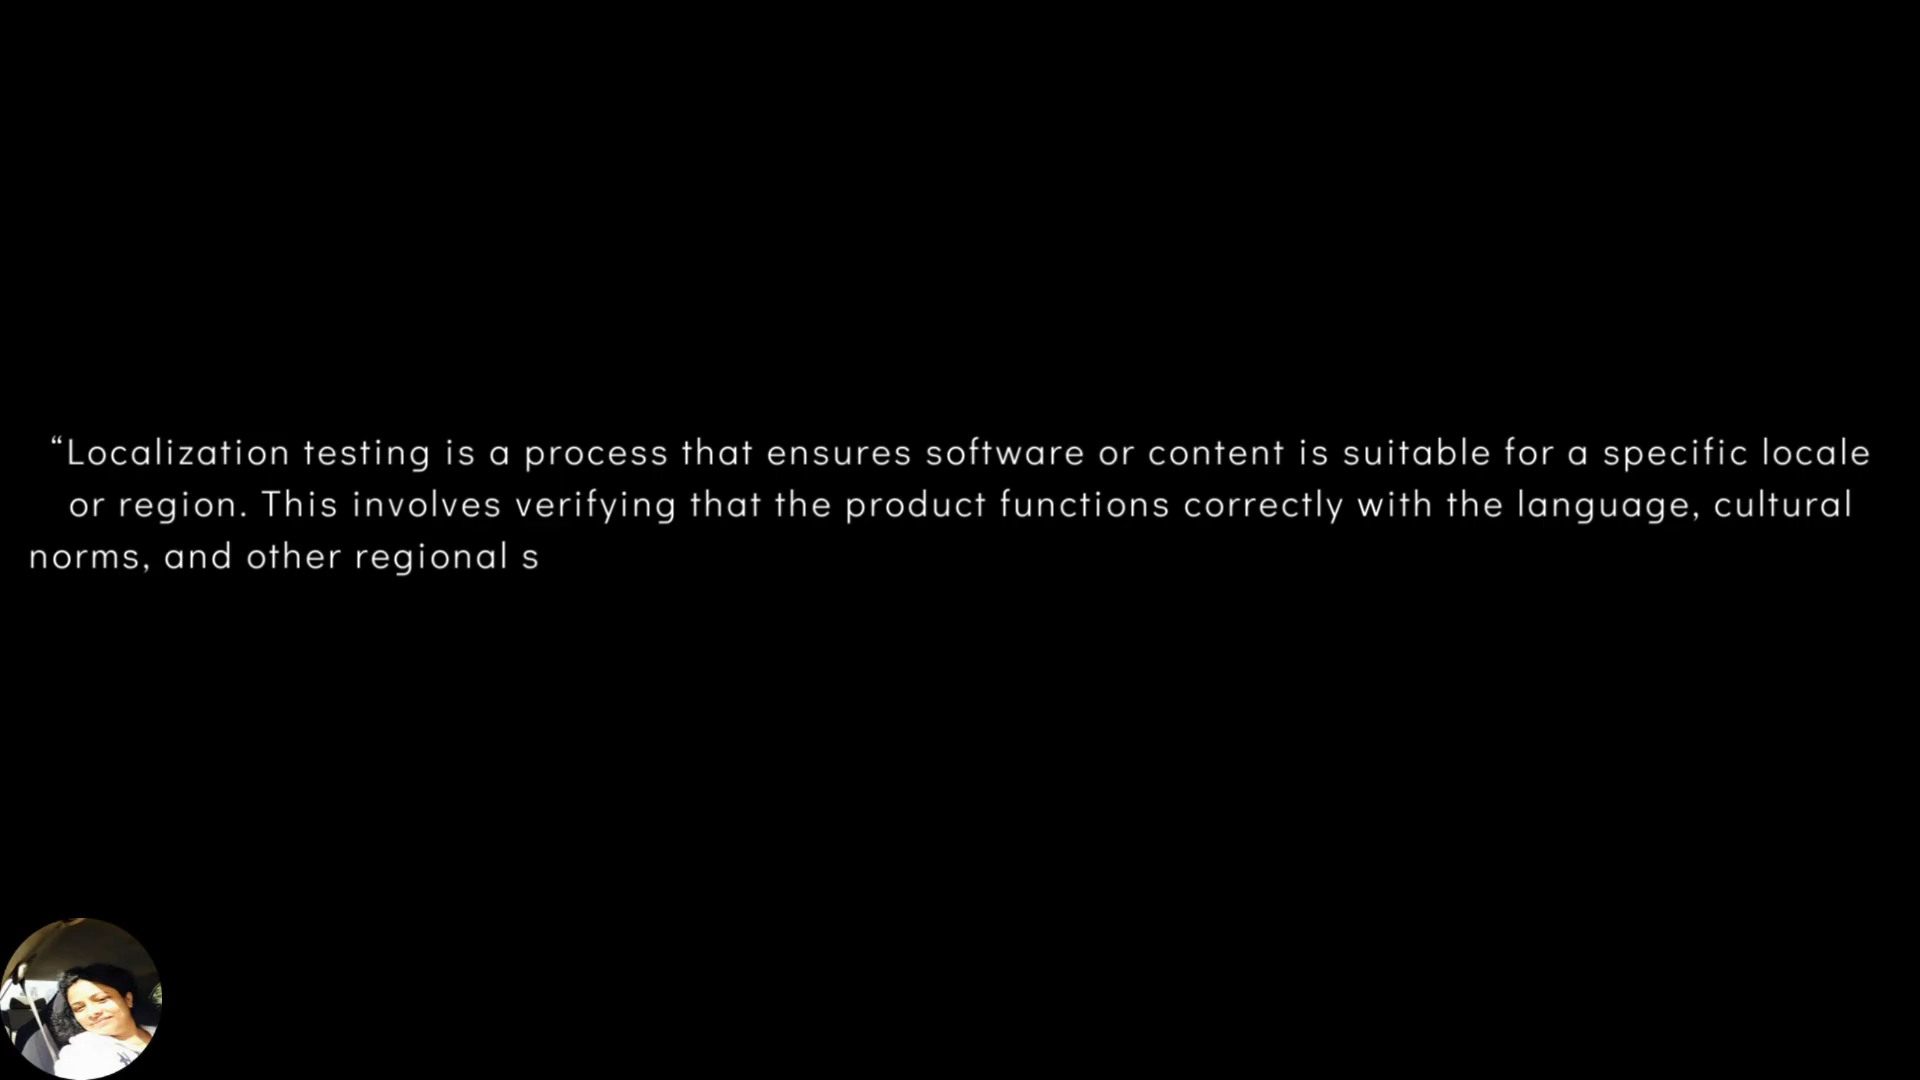 “Localization testing is a process that ensures software or content is suitable for a specific locale
or region. This involves verifying that the product functions correctly with the language, cultural
norms, and other regional s